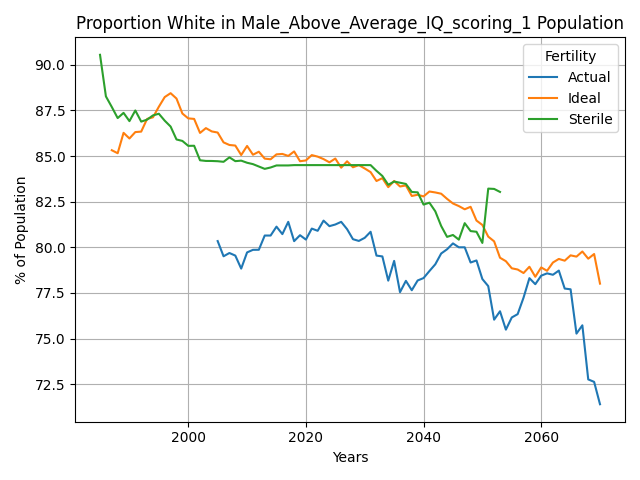 Proportion White in Male_Above_Average_IQ_scoring_1 Population
Fertility
Actual
Ideal
Sterile
90.0
87.5
85.0
82.5
80.0
77.5
75.0
72.5
% of Population
2000
2020
2040
2060
Years